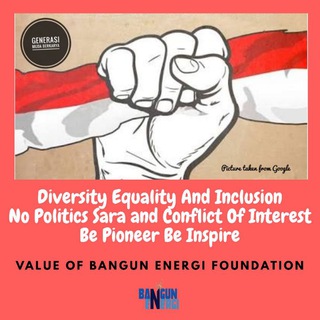 GENERASI
MUDA BERKARYA
Picture taken from Google
Diversity Equality And Inclusion
No Politics Sara and Conflict Of Interest
Be Pioneer Be Inspire
VALUE OF BANGUN ENERGI FOUNDATION
BANGUN
ENERGI